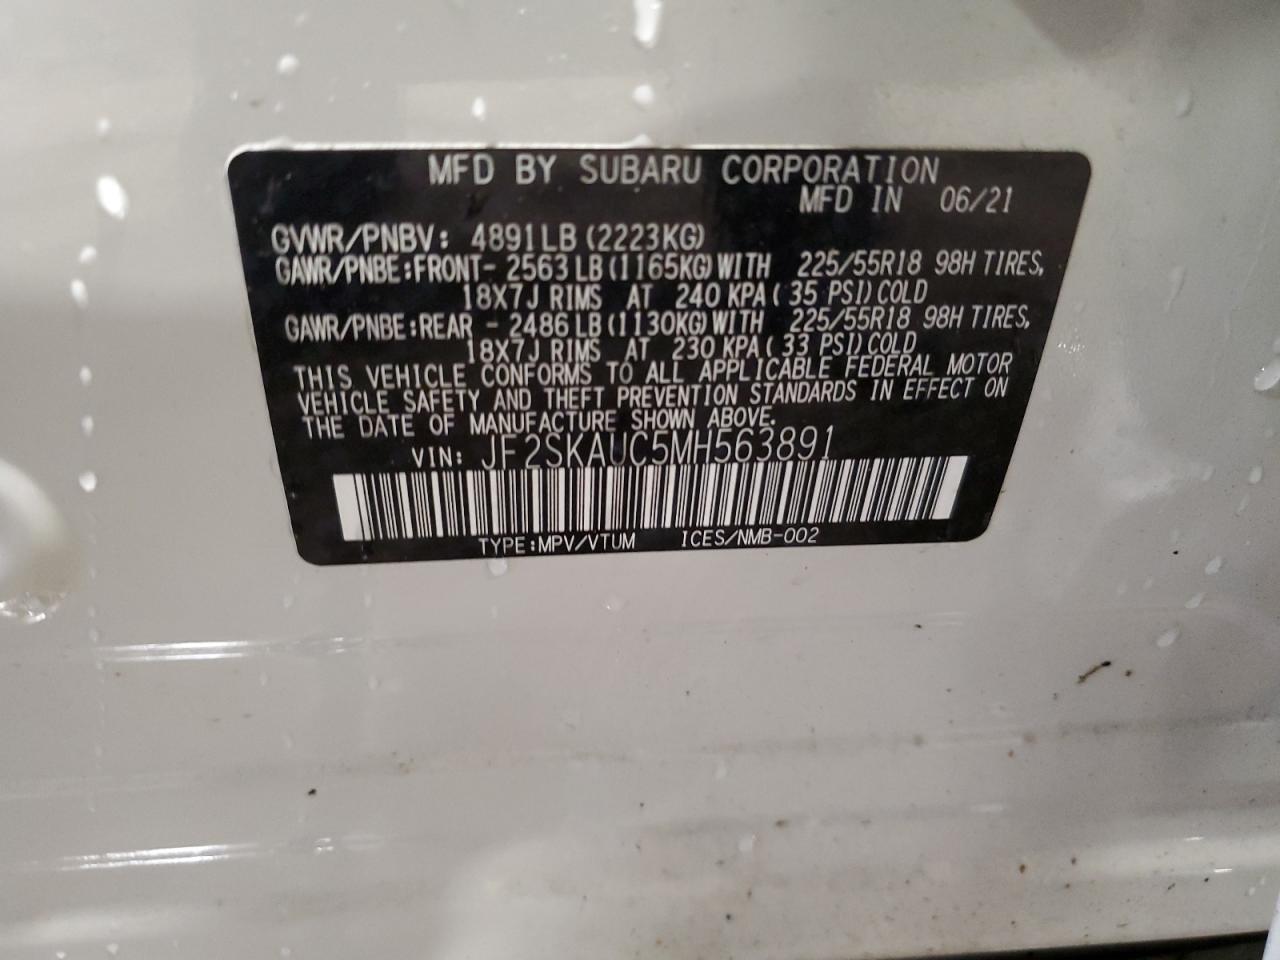 MFD BY SUBARU CORPORATION
MFD IN 06/21
GVWR/PNBV: 4891LB(2223KG)
GAWR/PNBE:FRONT- 2563LB(1165KG)WITH 225/55R18 98H TIRES,
18X7J RIMS AT 240 KPA( 35 PSI)COLD
GAWR/PNBE:REAR - 2486LB(1130KG)WITH 225/55R18 98H TIRES,
18X7J RIMS AT 230 KPA( 33 PSI)COLD
THIS VEHICLE CONFORMS TO ALL APPLICABLE FEDERAL MOTOR
VEHICLE SAFETY AND THEFT PREVENTION STANDARDS IN EFFECT ON
THE DATE OF MANUFACTURE SHOWN ABOVE.
VIN: JF2SKAUC5MH563891
TYPE:MPV/VTUM ICES/NMB-002